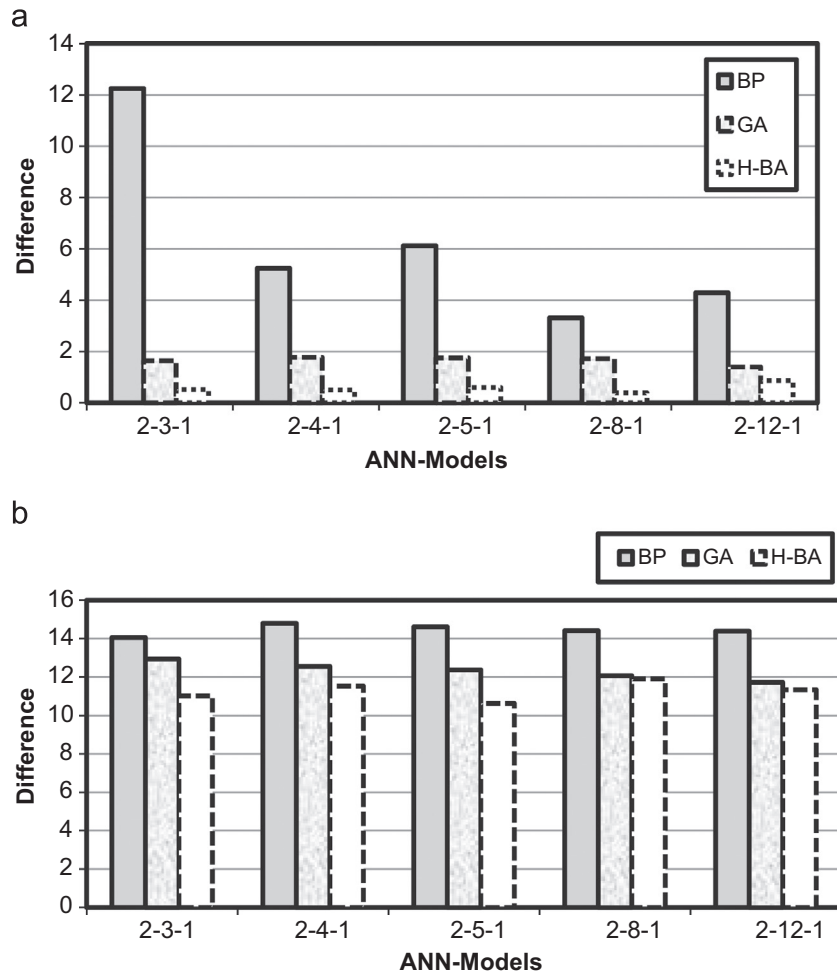 a
14
12
10
8
6
4
2
0
Difference
BP
GA
H-BA
2-3-1 2-4-1 2-5-1 2-8-1 2-12-1
ANN-Models
b
BP GA H-BA
16
14
12
10
8
6
4
2
0
Difference
2-3-1 2-4-1 2-5-1 2-8-1 2-12-1
ANN-Models